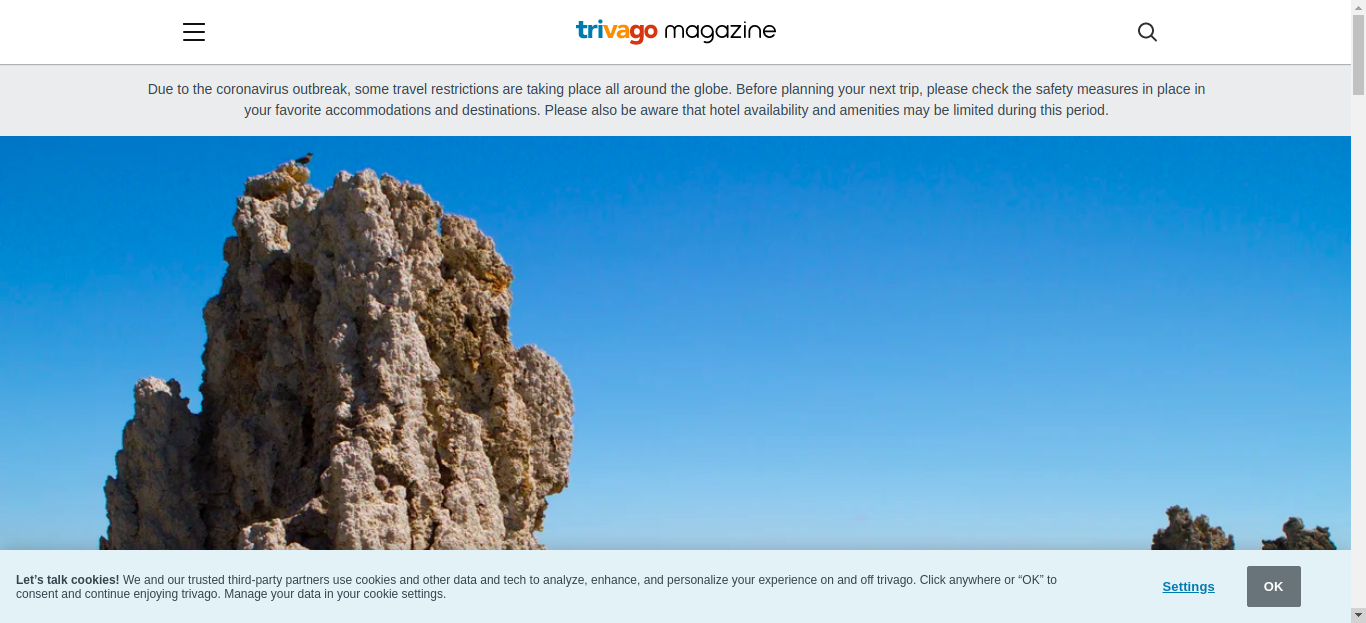 trivago magazine
Due to the coronavirus outbreak, some travel restrictions are taking place all around the globe. Before planning your next trip, please check the safety measures in place in
your favorite accommodations and destinations. Please also be aware that hotel availability and amenities may be limited during this period.
Let’s talk cookies! We and our trusted third-party partners use cookies and other data and tech to analyze, enhance, and personalize your experience on and off trivago. Click anywhere or “OK” to
consent and continue enjoying trivago. Manage your data in your cookie settings.
Settings
OK